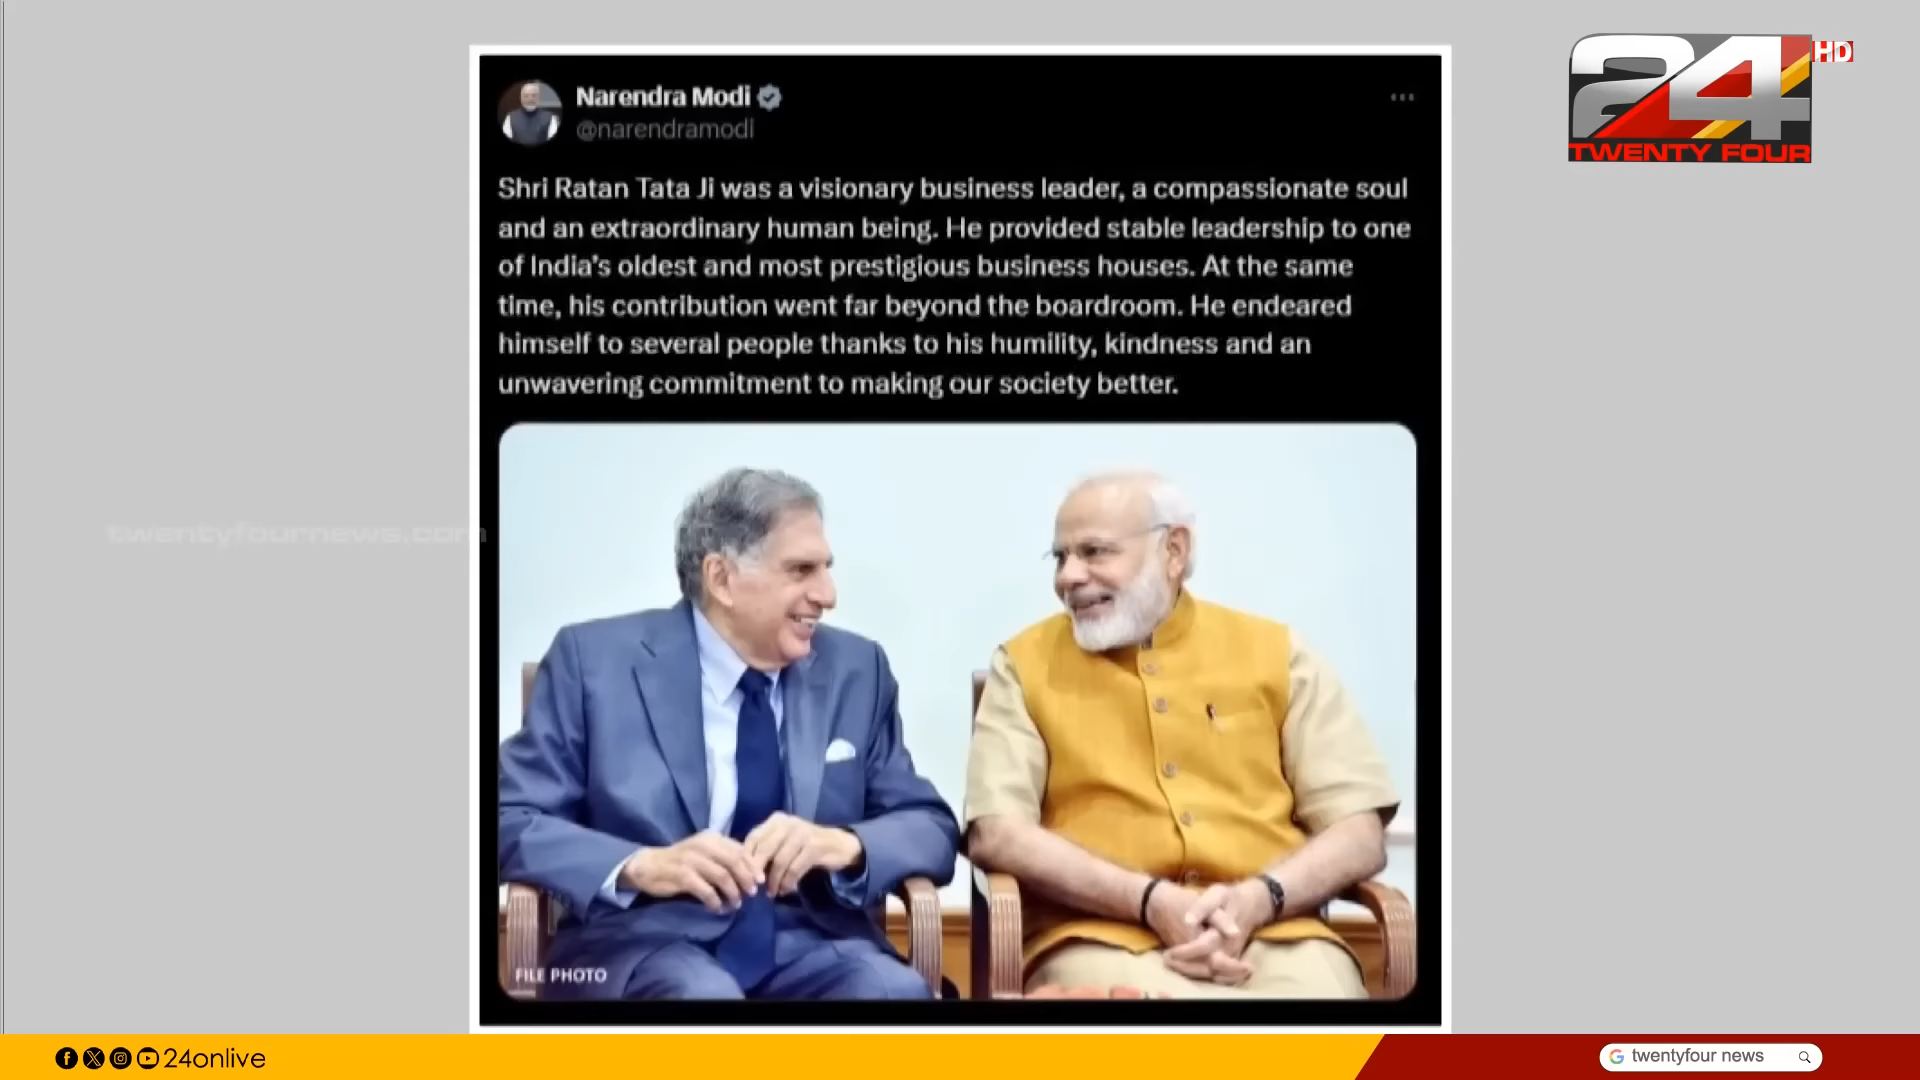 24 HD
TWENTY FOUR
Narendra Modi
@narendramodi
Shri Ratan Tata Ji was a visionary business leader, a compassionate soul
and an extraordinary human being. He provided stable leadership to one
of India's oldest and most prestigious business houses. At the same
time, his contribution went far beyond the boardroom. He endeared
himself to several people thanks to his humility, kindness and an
unwavering commitment to making our society better.
twentyfournews.com
FILE PHOTO
24onlive
twentyfour news